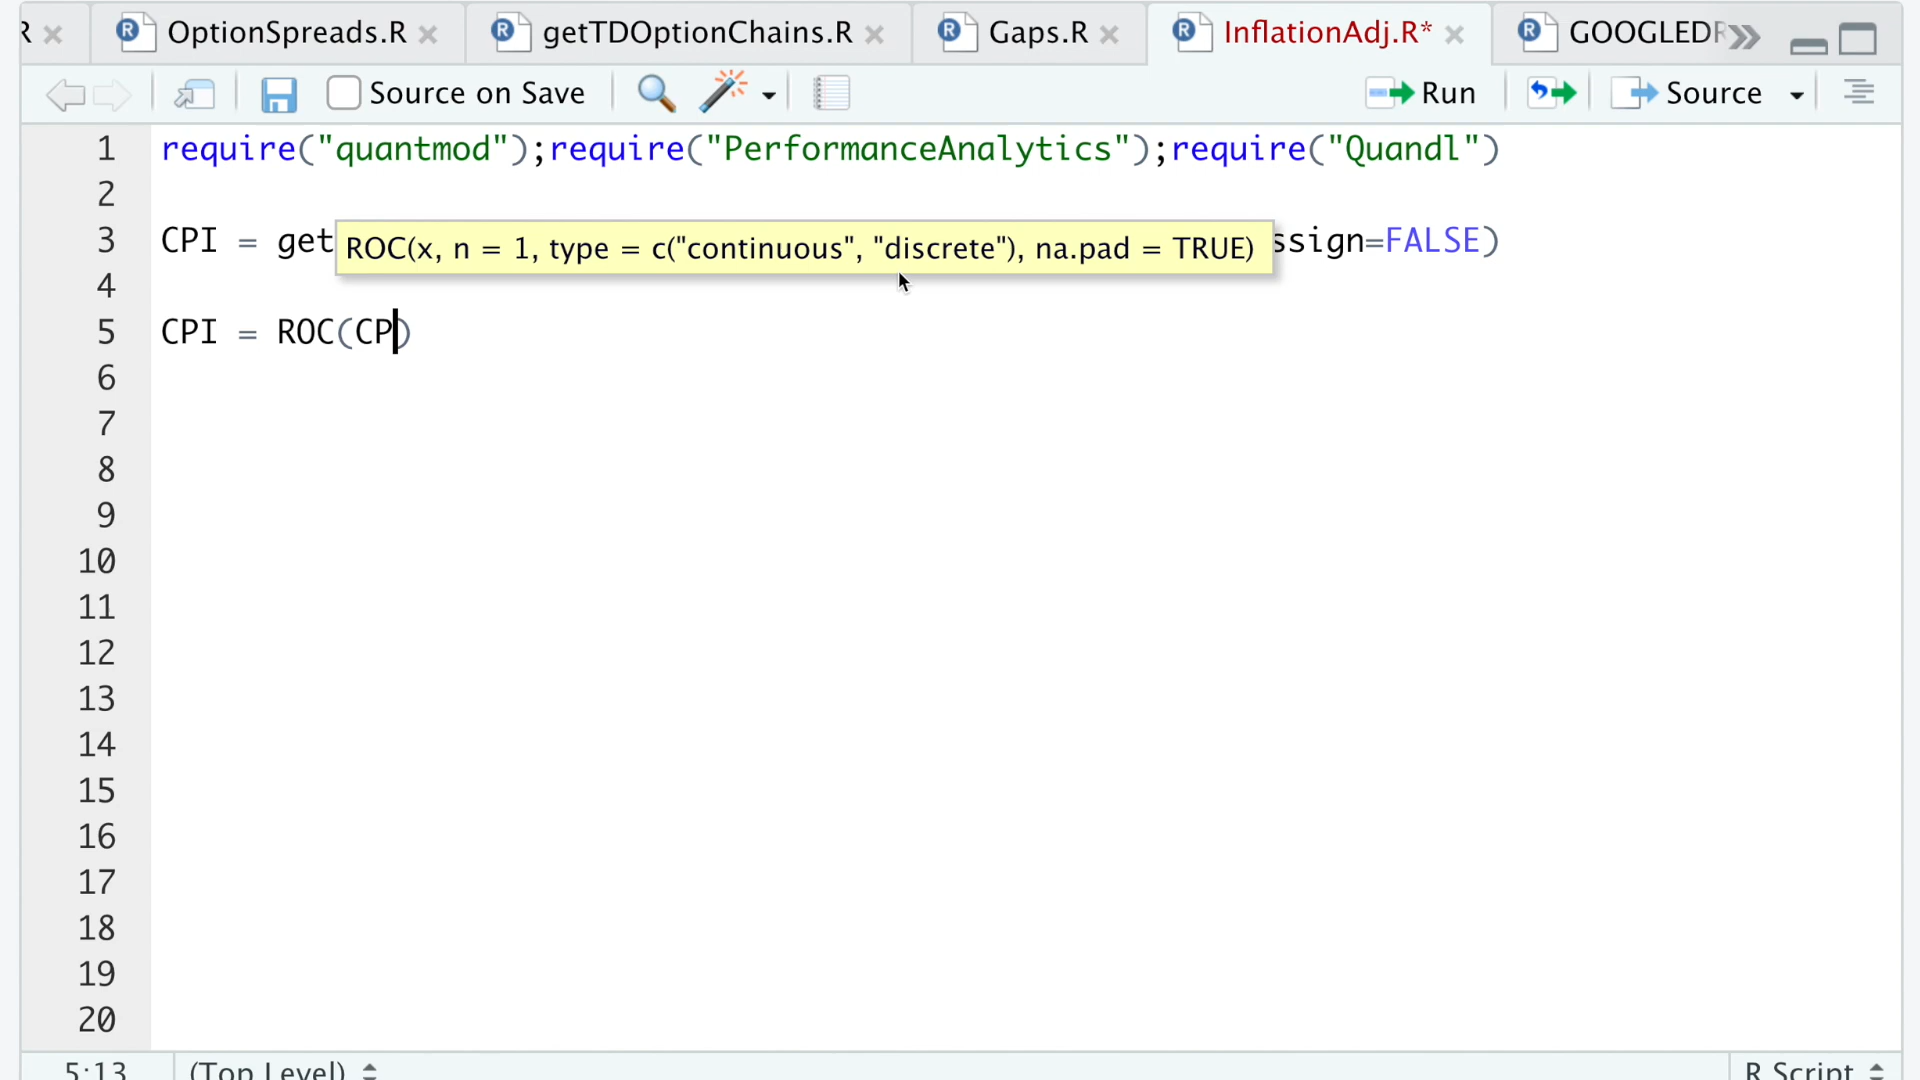 R OptionSpreads.R getTDOptionChains.R Gaps.R InflationAdj.R* GOOGLEDR
Source on Save Run Source
1 require("quantmod");require("PerformanceAnalytics");require("Quandl")
2
3 CPI = get ssign=FALSE)
ROC(x, n = 1, type = c("continuous", "discrete"), na.pad = TRUE)
4
5 CPI = ROC(CP)
6
7
8
9
10
11
12
13
14
15
16
17
18
19
20
5:13 (Top Level) R Script